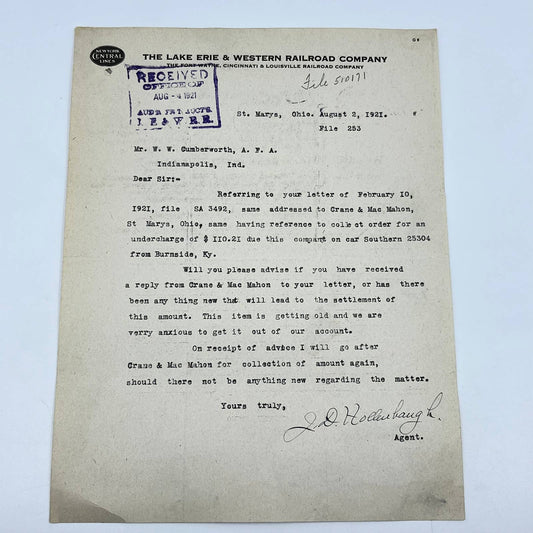 NEW YORK
CENTRAL
LINES
THE LAKE ERIE & WESTERN RAILROAD COMPANY
THE FORT WAYNE, CINCINNATI & LOUISVILLE RAILROAD COMPANY
File 510171
RECEIVED
OFFICE OF
AUG -4 1921
AUD'R FRT ACCTS.
L E & W R.R.
St. Marys, Ohio. August 2, 1921.
File 253
Mr. W. W. Cumberworth, A. F. A.
Indianapolis, Ind.
Dear Sir:-
Referring to your letter of February 10,
1921, file SA 3492, same addressed to Crane & Mac Mahon,
St Marys, Ohio, same having reference to collect order for an
undercharge of $ 110.21 due this company on car Southern 25304
from Burnside, Ky.
Will you please advise if you have received
a reply from Crane & Mac Mahon to your letter, or has there
been any thing new that will lead to the settlement of
this amount. This item is getting old and we are
verry anxious to get it out of our account.
On receipt of advice I will go after
Crane & Mac Mahon for collection of amount again,
should there not be anything new regarding the matter.
Yours truly,
J. D. Hollenbaugh.
Agent.